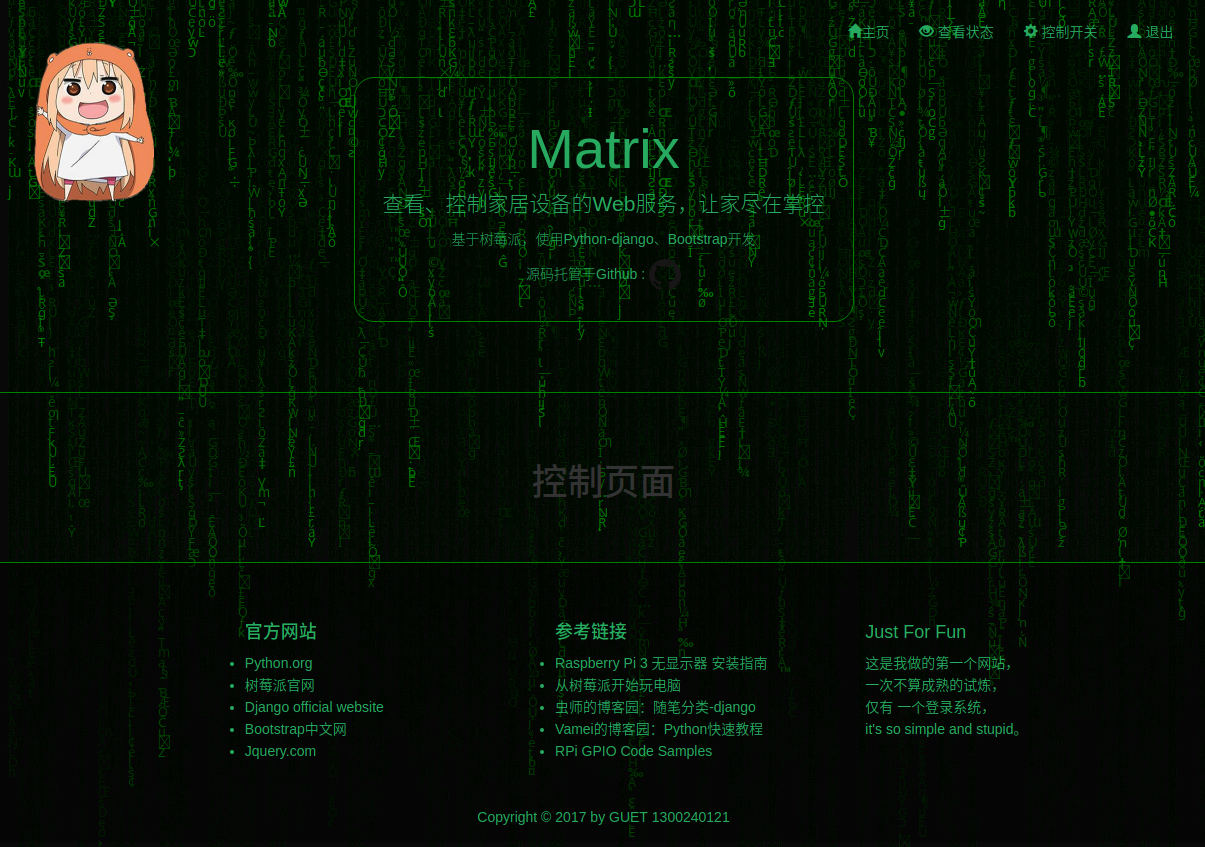 主页 查看状态 控制开关 退出
Matrix
查看、控制家居设备的Web服务，让家尽在掌控
基于树莓派，使用Python-django、Bootstrap开发
源码托管于Github :
控制页面
官方网站
Python.org
树莓派官网
Django official website
Bootstrap中文网
Jquery.com
参考链接
Raspberry Pi 3 无显示器 安装指南
从树莓派开始玩电脑
虫师的博客园：随笔分类-django
Vamei的博客园：Python快速教程
RPi GPIO Code Samples
Just For Fun
这是我做的第一个网站，
一次不算成熟的试炼，
仅有 一个登录系统，
it's so simple and stupid。
Copyright © 2017 by GUET 1300240121